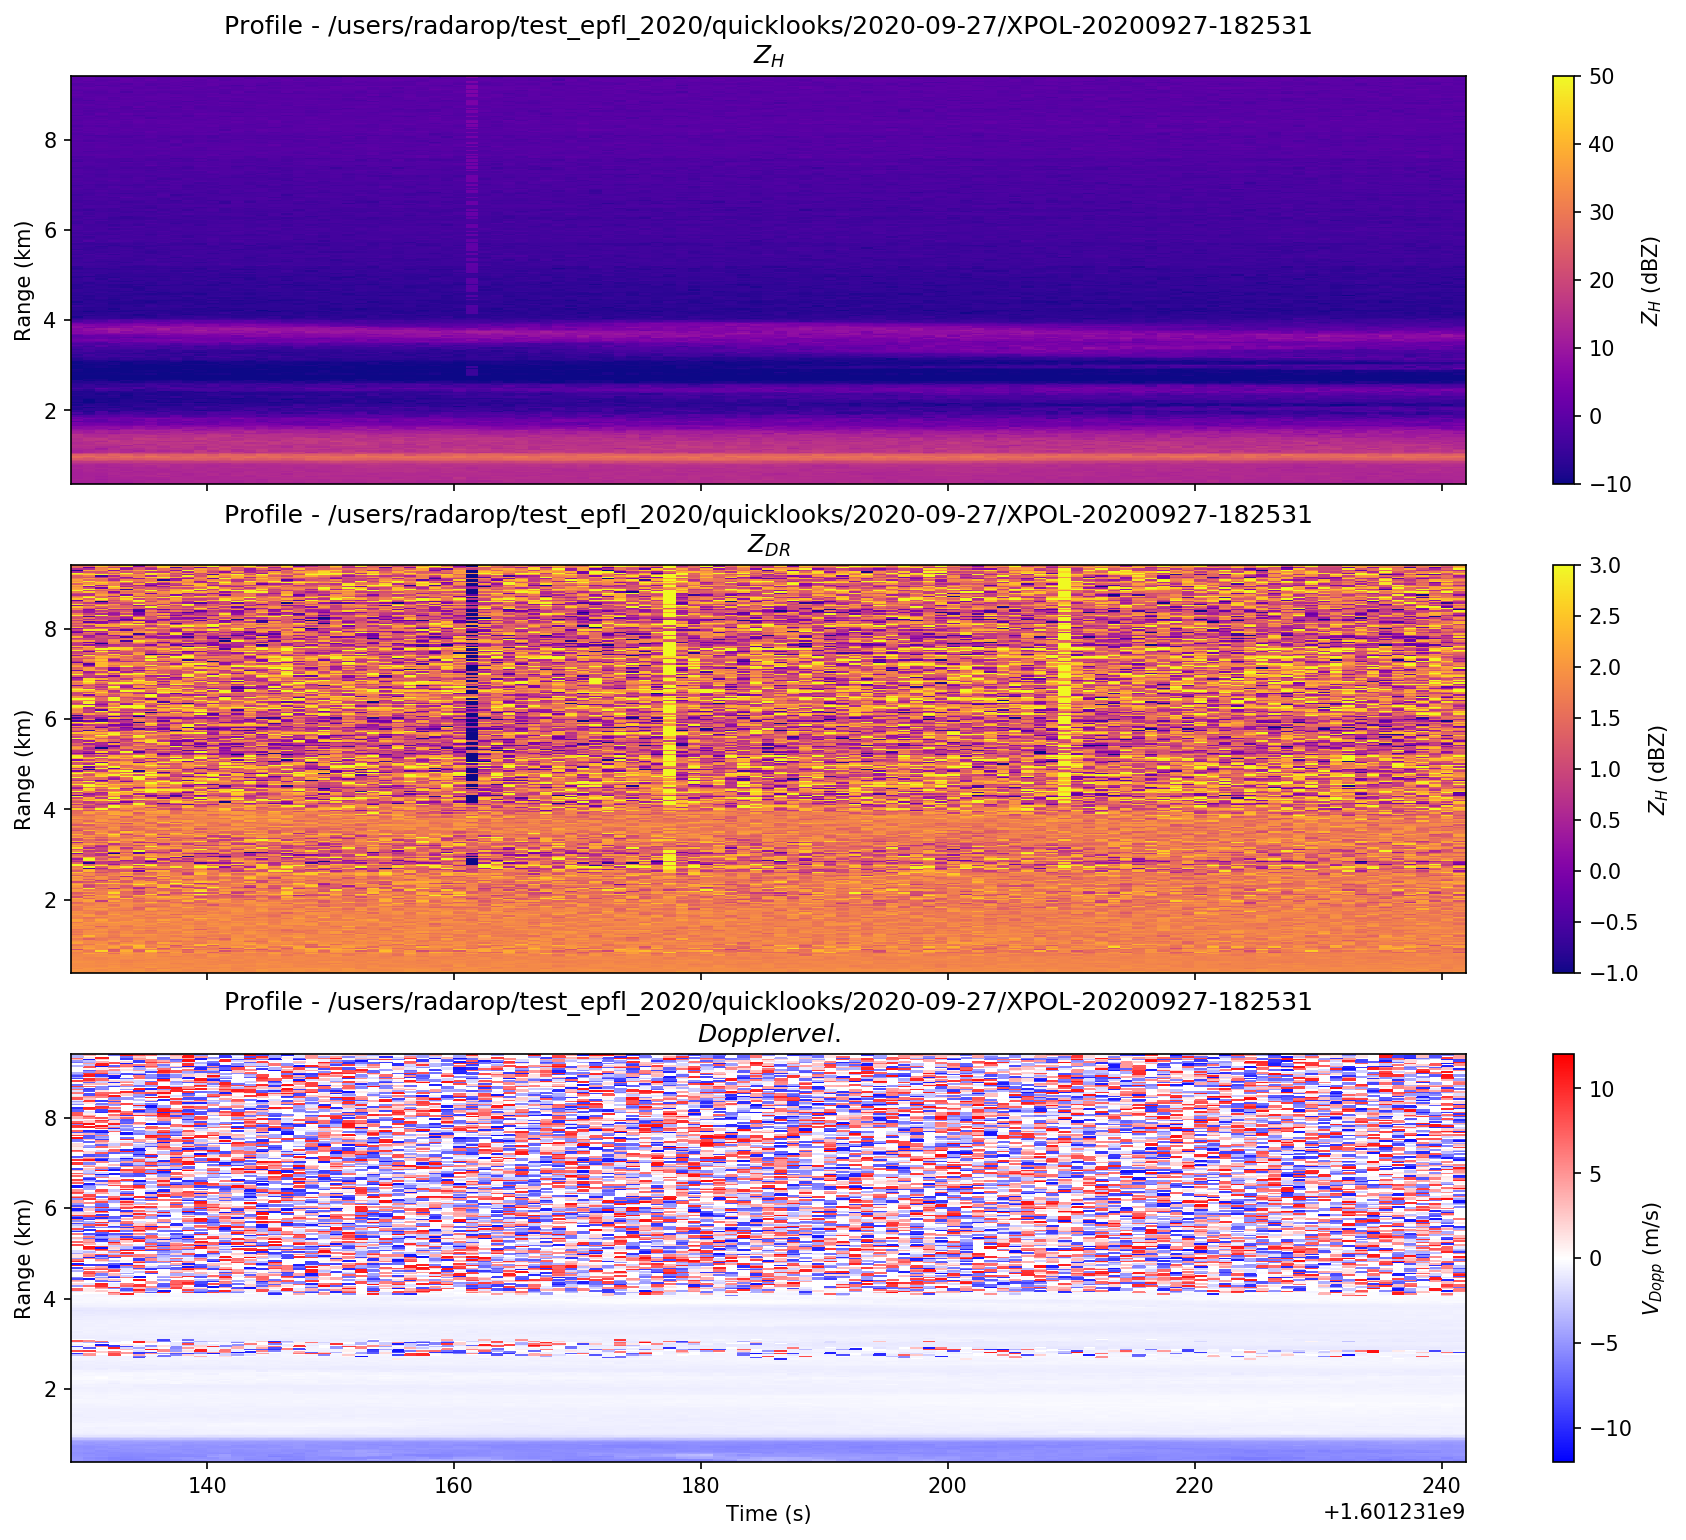 Profile - /users/radarop/test_epfl_2020/quicklooks/2020-09-27/XPOL-20200927-182531
Z_H
Range (km)
8
6
4
2
50
40
30
20
10
0
−10
Z_H (dBZ)
Profile - /users/radarop/test_epfl_2020/quicklooks/2020-09-27/XPOL-20200927-182531
Z_DR
Range (km)
8
6
4
2
3.0
2.5
2.0
1.5
1.0
0.5
0.0
−0.5
−1.0
Z_H (dBZ)
Profile - /users/radarop/test_epfl_2020/quicklooks/2020-09-27/XPOL-20200927-182531
Dopplervel.
Range (km)
8
6
4
2
10
5
0
−5
−10
V_Dopp (m/s)
140 160 180 200 220 240
Time (s)
+1.601231e9